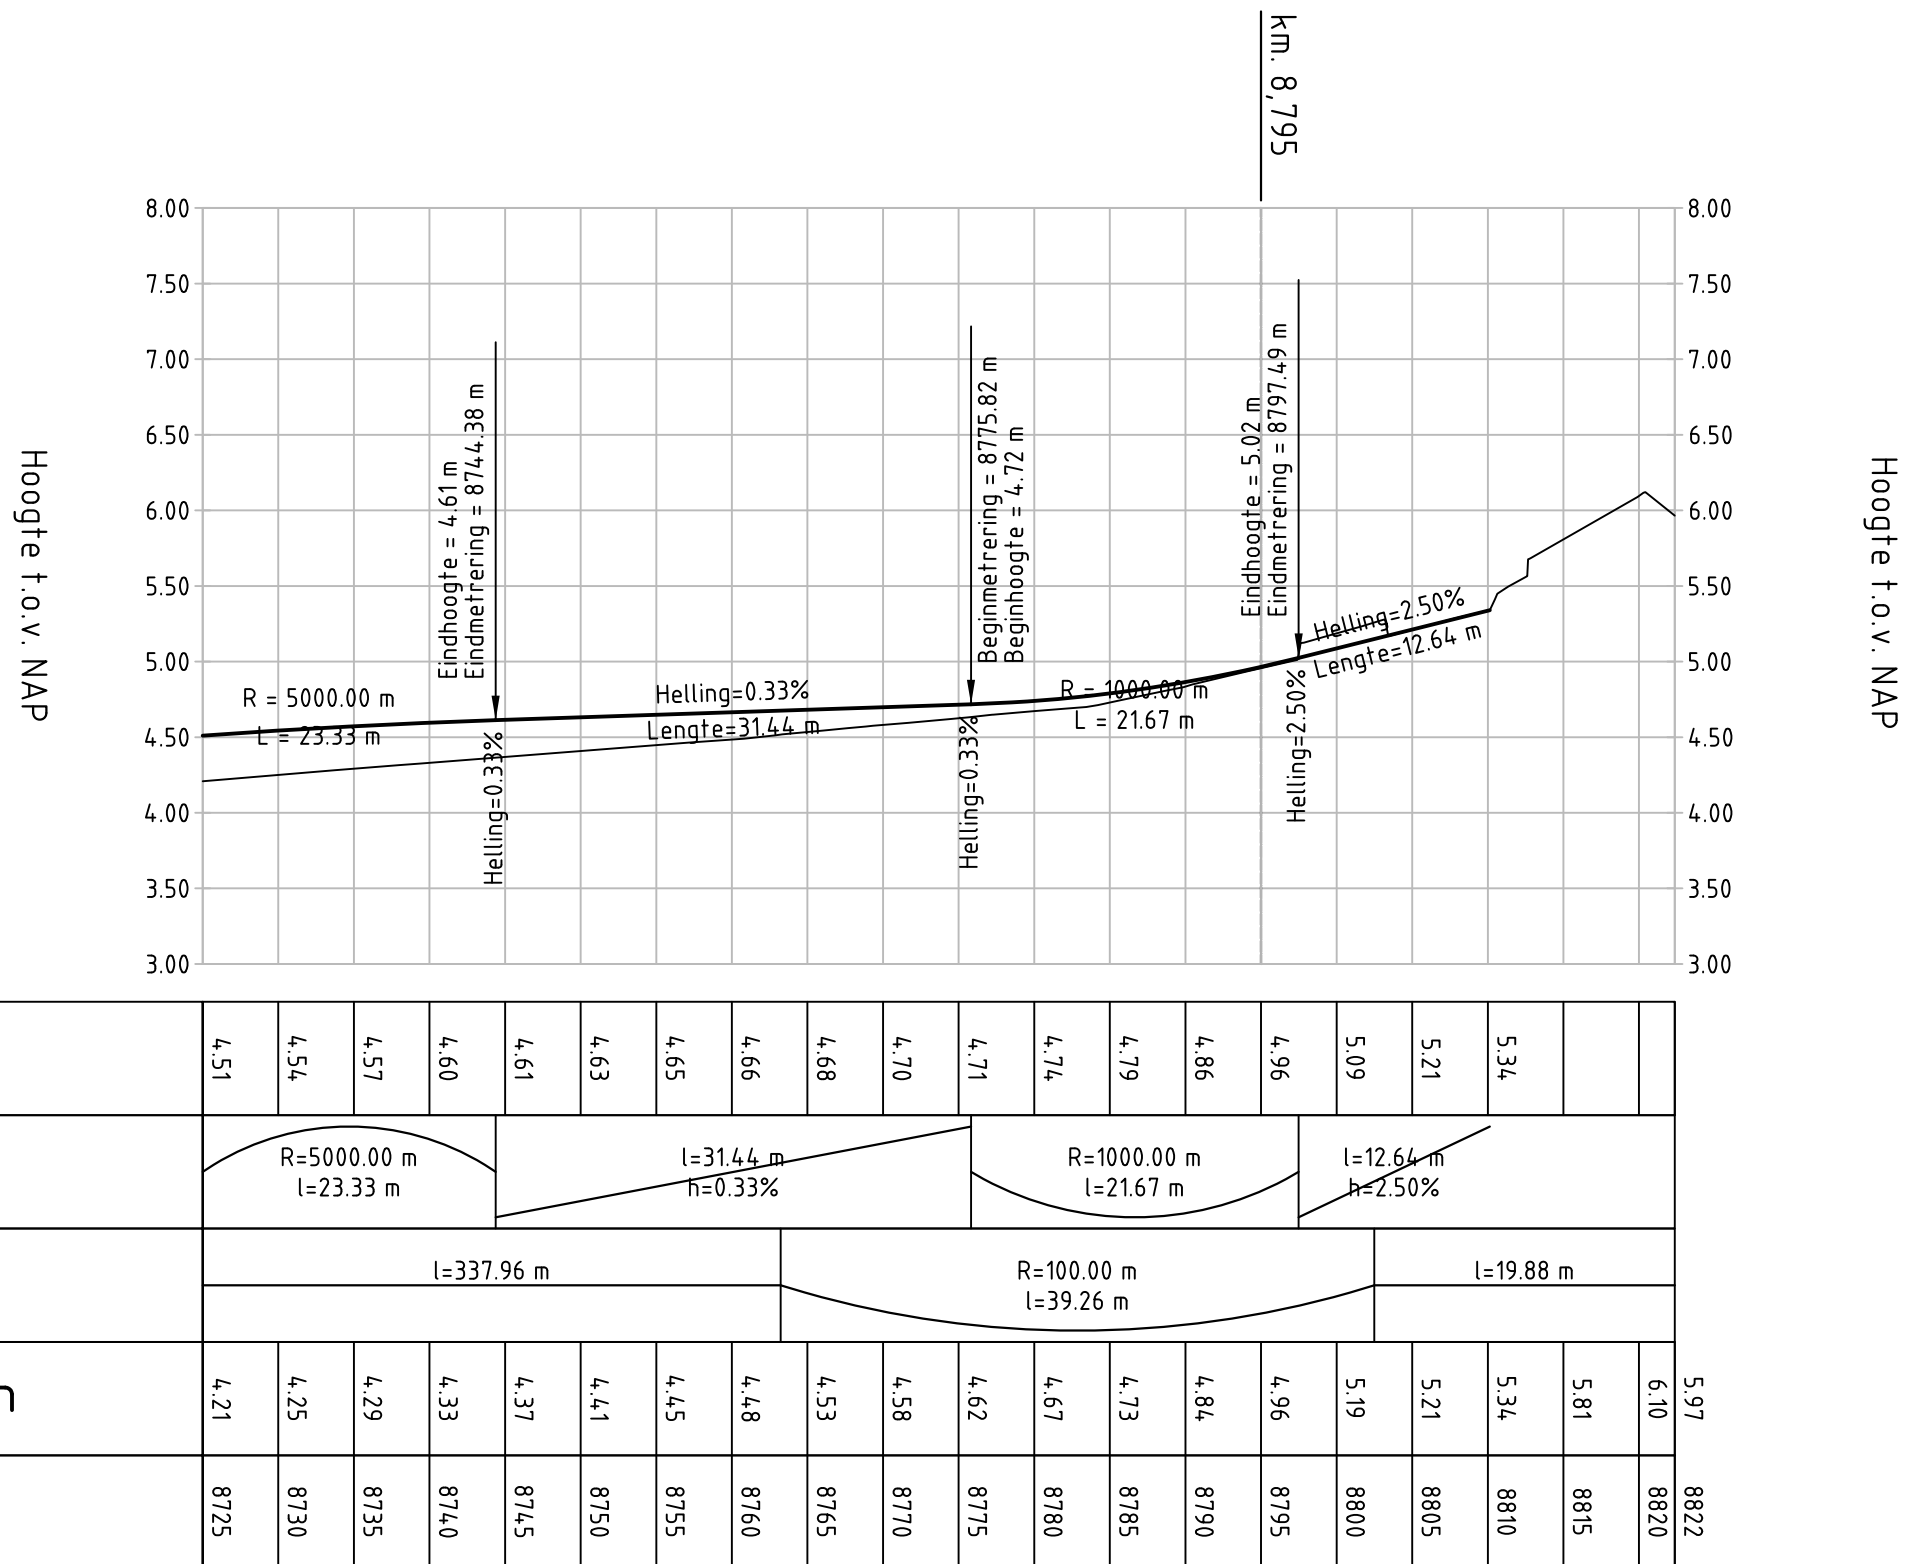 km. 8,795
8.00 8.00
7.50 7.50
7.00 7.00
6.50 6.50
6.00 6.00
5.50 5.50
5.00 5.00
4.50 4.50
4.00 4.00
3.50 3.50
3.00 3.00
Hoogte t.o.v. NAP
Hoogte t.o.v. NAP
Eindhoogte = 4.61 m
Eindmetrering = 8744.38 m
Beginmetrering = 8775.82 m
Beginhoogte = 4.72 m
Eindhoogte = 5.02 m
Eindmetrering = 8797.49 m
R = 5000.00 m
L = 23.33 m
Helling=0.33%
Helling=0.33%
Lengte=31.44 m
Helling=0.33%
R = 1000.00 m
L = 21.67 m
Helling=2.50%
Helling=2.50%
Lengte=12.64 m
4.51 4.54 4.57 4.60 4.61 4.63 4.65 4.66 4.68 4.70 4.71 4.74 4.79 4.86 4.96 5.09 5.21 5.34
R=5000.00 m
l=23.33 m
l=31.44 m
h=0.33%
R=1000.00 m
l=21.67 m
l=12.64 m
h=2.50%
l=337.96 m
R=100.00 m
l=39.26 m
l=19.88 m
4.21 4.25 4.29 4.33 4.37 4.41 4.45 4.48 4.53 4.58 4.62 4.67 4.73 4.84 4.96 5.19 5.21 5.34 5.81 6.10 5.97
8725 8730 8735 8740 8745 8750 8755 8760 8765 8770 8775 8780 8785 8790 8795 8800 8805 8810 8815 8820 8822